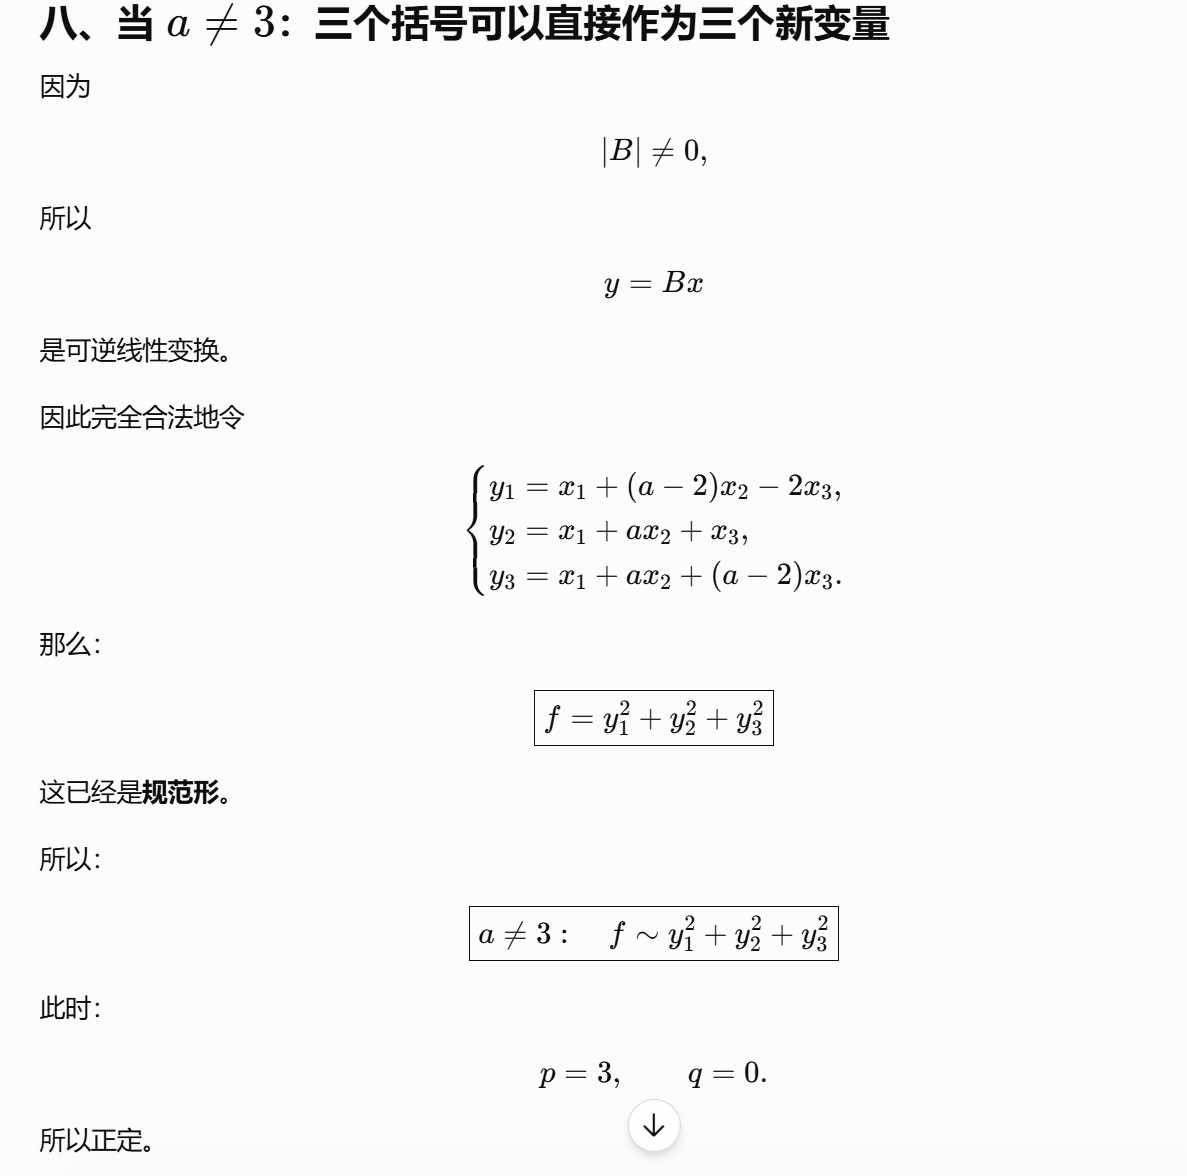 八、当 a ≠ 3：三个括号可以直接作为三个新变量
因为
|B| ≠ 0,
所以
y = Bx
是可逆线性变换。
因此完全合法地令
y₁ = x₁ + (a − 2)x₂ − 2x₃,
y₂ = x₁ + ax₂ + x₃,
y₃ = x₁ + ax₂ + (a − 2)x₃.
那么：
f = y₁² + y₂² + y₃²
这已经是规范形。
所以：
a ≠ 3 : f ∼ y₁² + y₂² + y₃²
此时：
p = 3, q = 0.
所以正定。